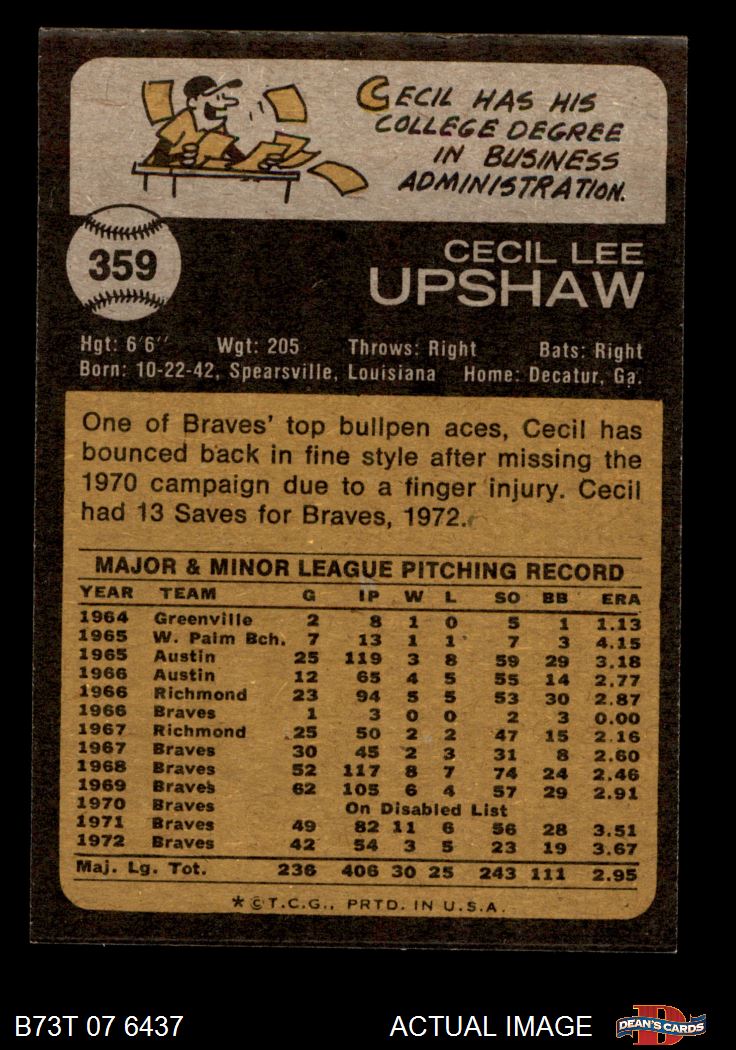 CECIL HAS HIS
COLLEGE DEGREE
IN BUSINESS
ADMINISTRATION.
359
CECIL LEE
UPSHAW
Hgt: 6'6" Wgt: 205 Throws: Right Bats: Right
Born: 10-22-42, Spearsville, Louisiana Home: Decatur, Ga.
One of Braves' top bullpen aces, Cecil has
bounced back in fine style after missing the
1970 campaign due to a finger injury. Cecil
had 13 Saves for Braves, 1972.
MAJOR & MINOR LEAGUE PITCHING RECORD
YEAR TEAM G IP W L SO BB ERA
1964 Greenville 2 8 1 0 5 1 1.13
1965 W. Palm Bch. 7 13 1 1 7 3 4.15
1965 Austin 25 119 3 8 59 29 3.18
1966 Austin 12 65 4 5 55 14 2.77
1966 Richmond 23 94 5 5 53 30 2.87
1966 Braves 1 3 0 0 2 3 0.00
1967 Richmond 25 50 2 2 47 15 2.16
1967 Braves 30 45 2 3 31 8 2.60
1968 Braves 52 117 8 7 74 24 2.46
1969 Braves 62 105 6 4 57 29 2.91
1970 Braves On Disabled List
1971 Braves 49 82 11 6 56 28 3.51
1972 Braves 42 54 3 5 23 19 3.67
Maj. Lg. Tot. 236 406 30 25 243 111 2.95
* © T.C.G., PRTD. IN U.S.A.
B73T 07 6437 ACTUAL IMAGE D DEAN'S CARDS